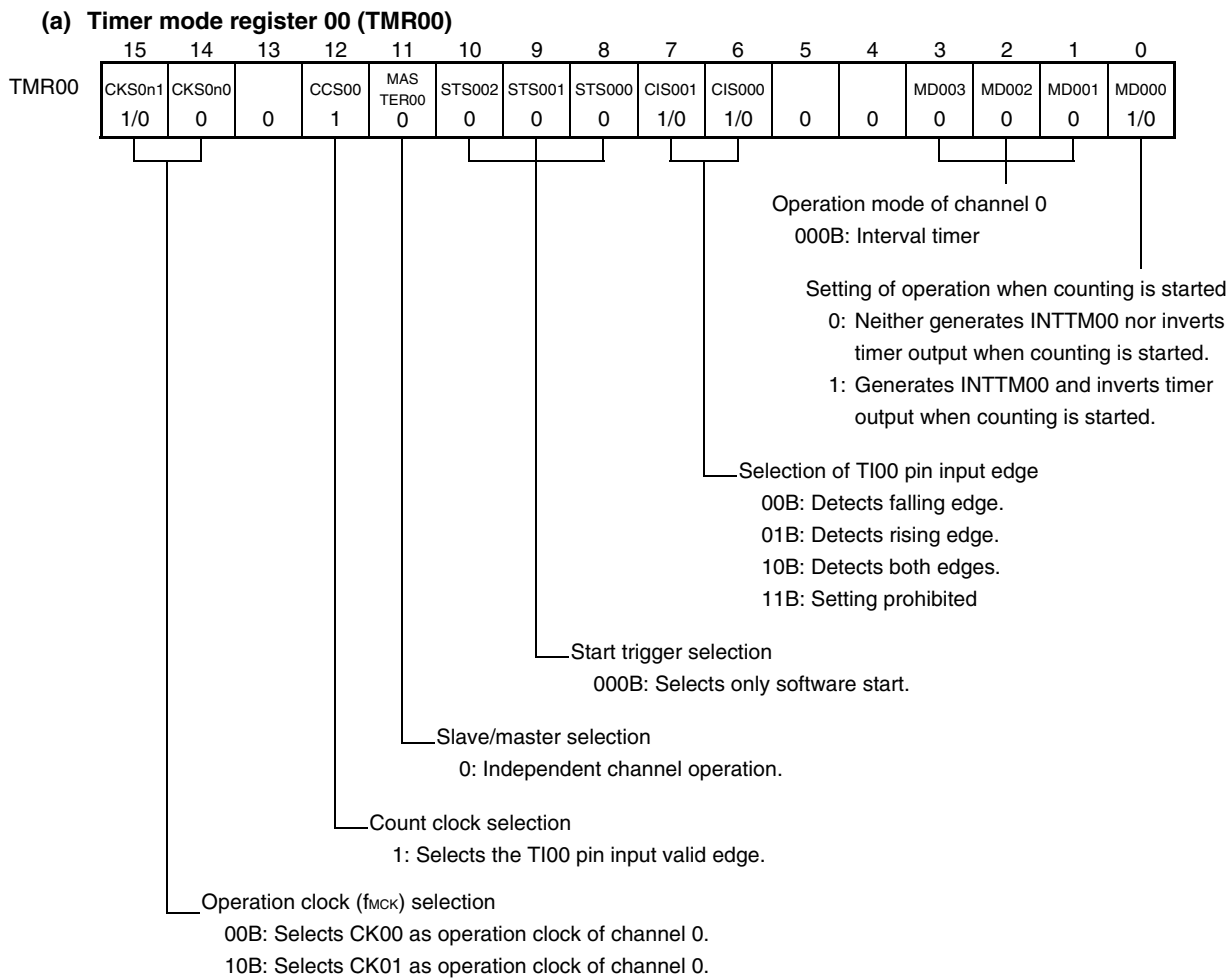 (a) Timer mode register 00 (TMR00)
15 14 13 12 11 10 9 8 7 6 5 4 3 2 1 0
TMR00 CKS0n1 CKS0n0 CCS00 MAS TER00 STS002 STS001 STS000 CIS001 CIS000 MD003 MD002 MD001 MD000
1/0 0 0 1 0 0 0 0 1/0 1/0 0 0 0 0 0 1/0
Operation mode of channel 0
000B: Interval timer
Setting of operation when counting is started
0: Neither generates INTTM00 nor inverts
timer output when counting is started.
1: Generates INTTM00 and inverts timer
output when counting is started.
Selection of TI00 pin input edge
00B: Detects falling edge.
01B: Detects rising edge.
10B: Detects both edges.
11B: Setting prohibited
Start trigger selection
000B: Selects only software start.
Slave/master selection
0: Independent channel operation.
Count clock selection
1: Selects the TI00 pin input valid edge.
Operation clock (fMCK) selection
00B: Selects CK00 as operation clock of channel 0.
10B: Selects CK01 as operation clock of channel 0.